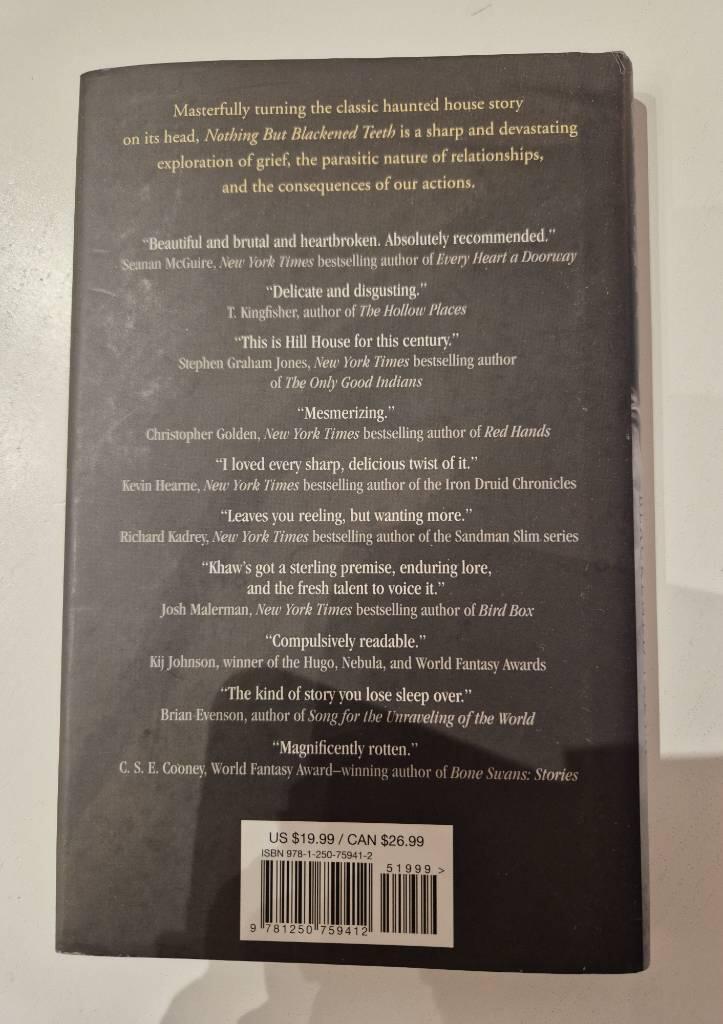 Masterfully turning the classic haunted house story
on its head, Nothing But Blackened Teeth is a sharp and devastating
exploration of grief, the parasitic nature of relationships,
and the consequences of our actions.
“Beautiful and brutal and heartbroken. Absolutely recommended.”
Seanan McGuire, New York Times bestselling author of Every Heart a Doorway
“Delicate and disgusting.”
T. Kingfisher, author of The Hollow Places
“This is Hill House for this century.”
Stephen Graham Jones, New York Times bestselling author
of The Only Good Indians
“Mesmerizing.”
Christopher Golden, New York Times bestselling author of Red Hands
“I loved every sharp, delicious twist of it.”
Kevin Hearne, New York Times bestselling author of the Iron Druid Chronicles
“Leaves you reeling, but wanting more.”
Richard Kadrey, New York Times bestselling author of the Sandman Slim series
“Khaw’s got a sterling premise, enduring lore,
and the fresh talent to voice it.”
Josh Malerman, New York Times bestselling author of Bird Box
“Compulsively readable.”
Kij Johnson, winner of the Hugo, Nebula, and World Fantasy Awards
“The kind of story you lose sleep over.”
Brian Evenson, author of Song for the Unraveling of the World
“Magnificently rotten.”
C. S. E. Cooney, World Fantasy Award–winning author of Bone Swans: Stories
US $19.99 / CAN $26.99
ISBN 978-1-250-75941-2
51999>
9 781250 759412